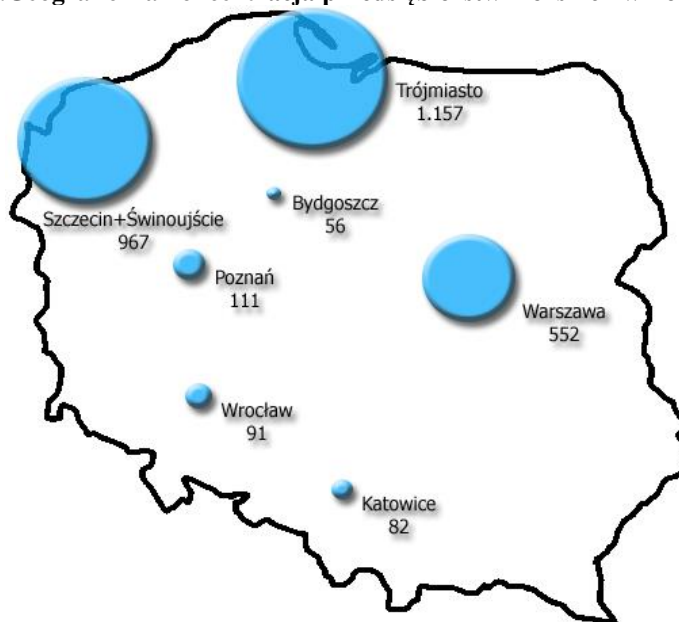 Trójmiasto
1.157
Szczecin+Świnoujście
967
Bydgoszcz
56
Poznań
111
Warszawa
552
Wrocław
91
Katowice
82